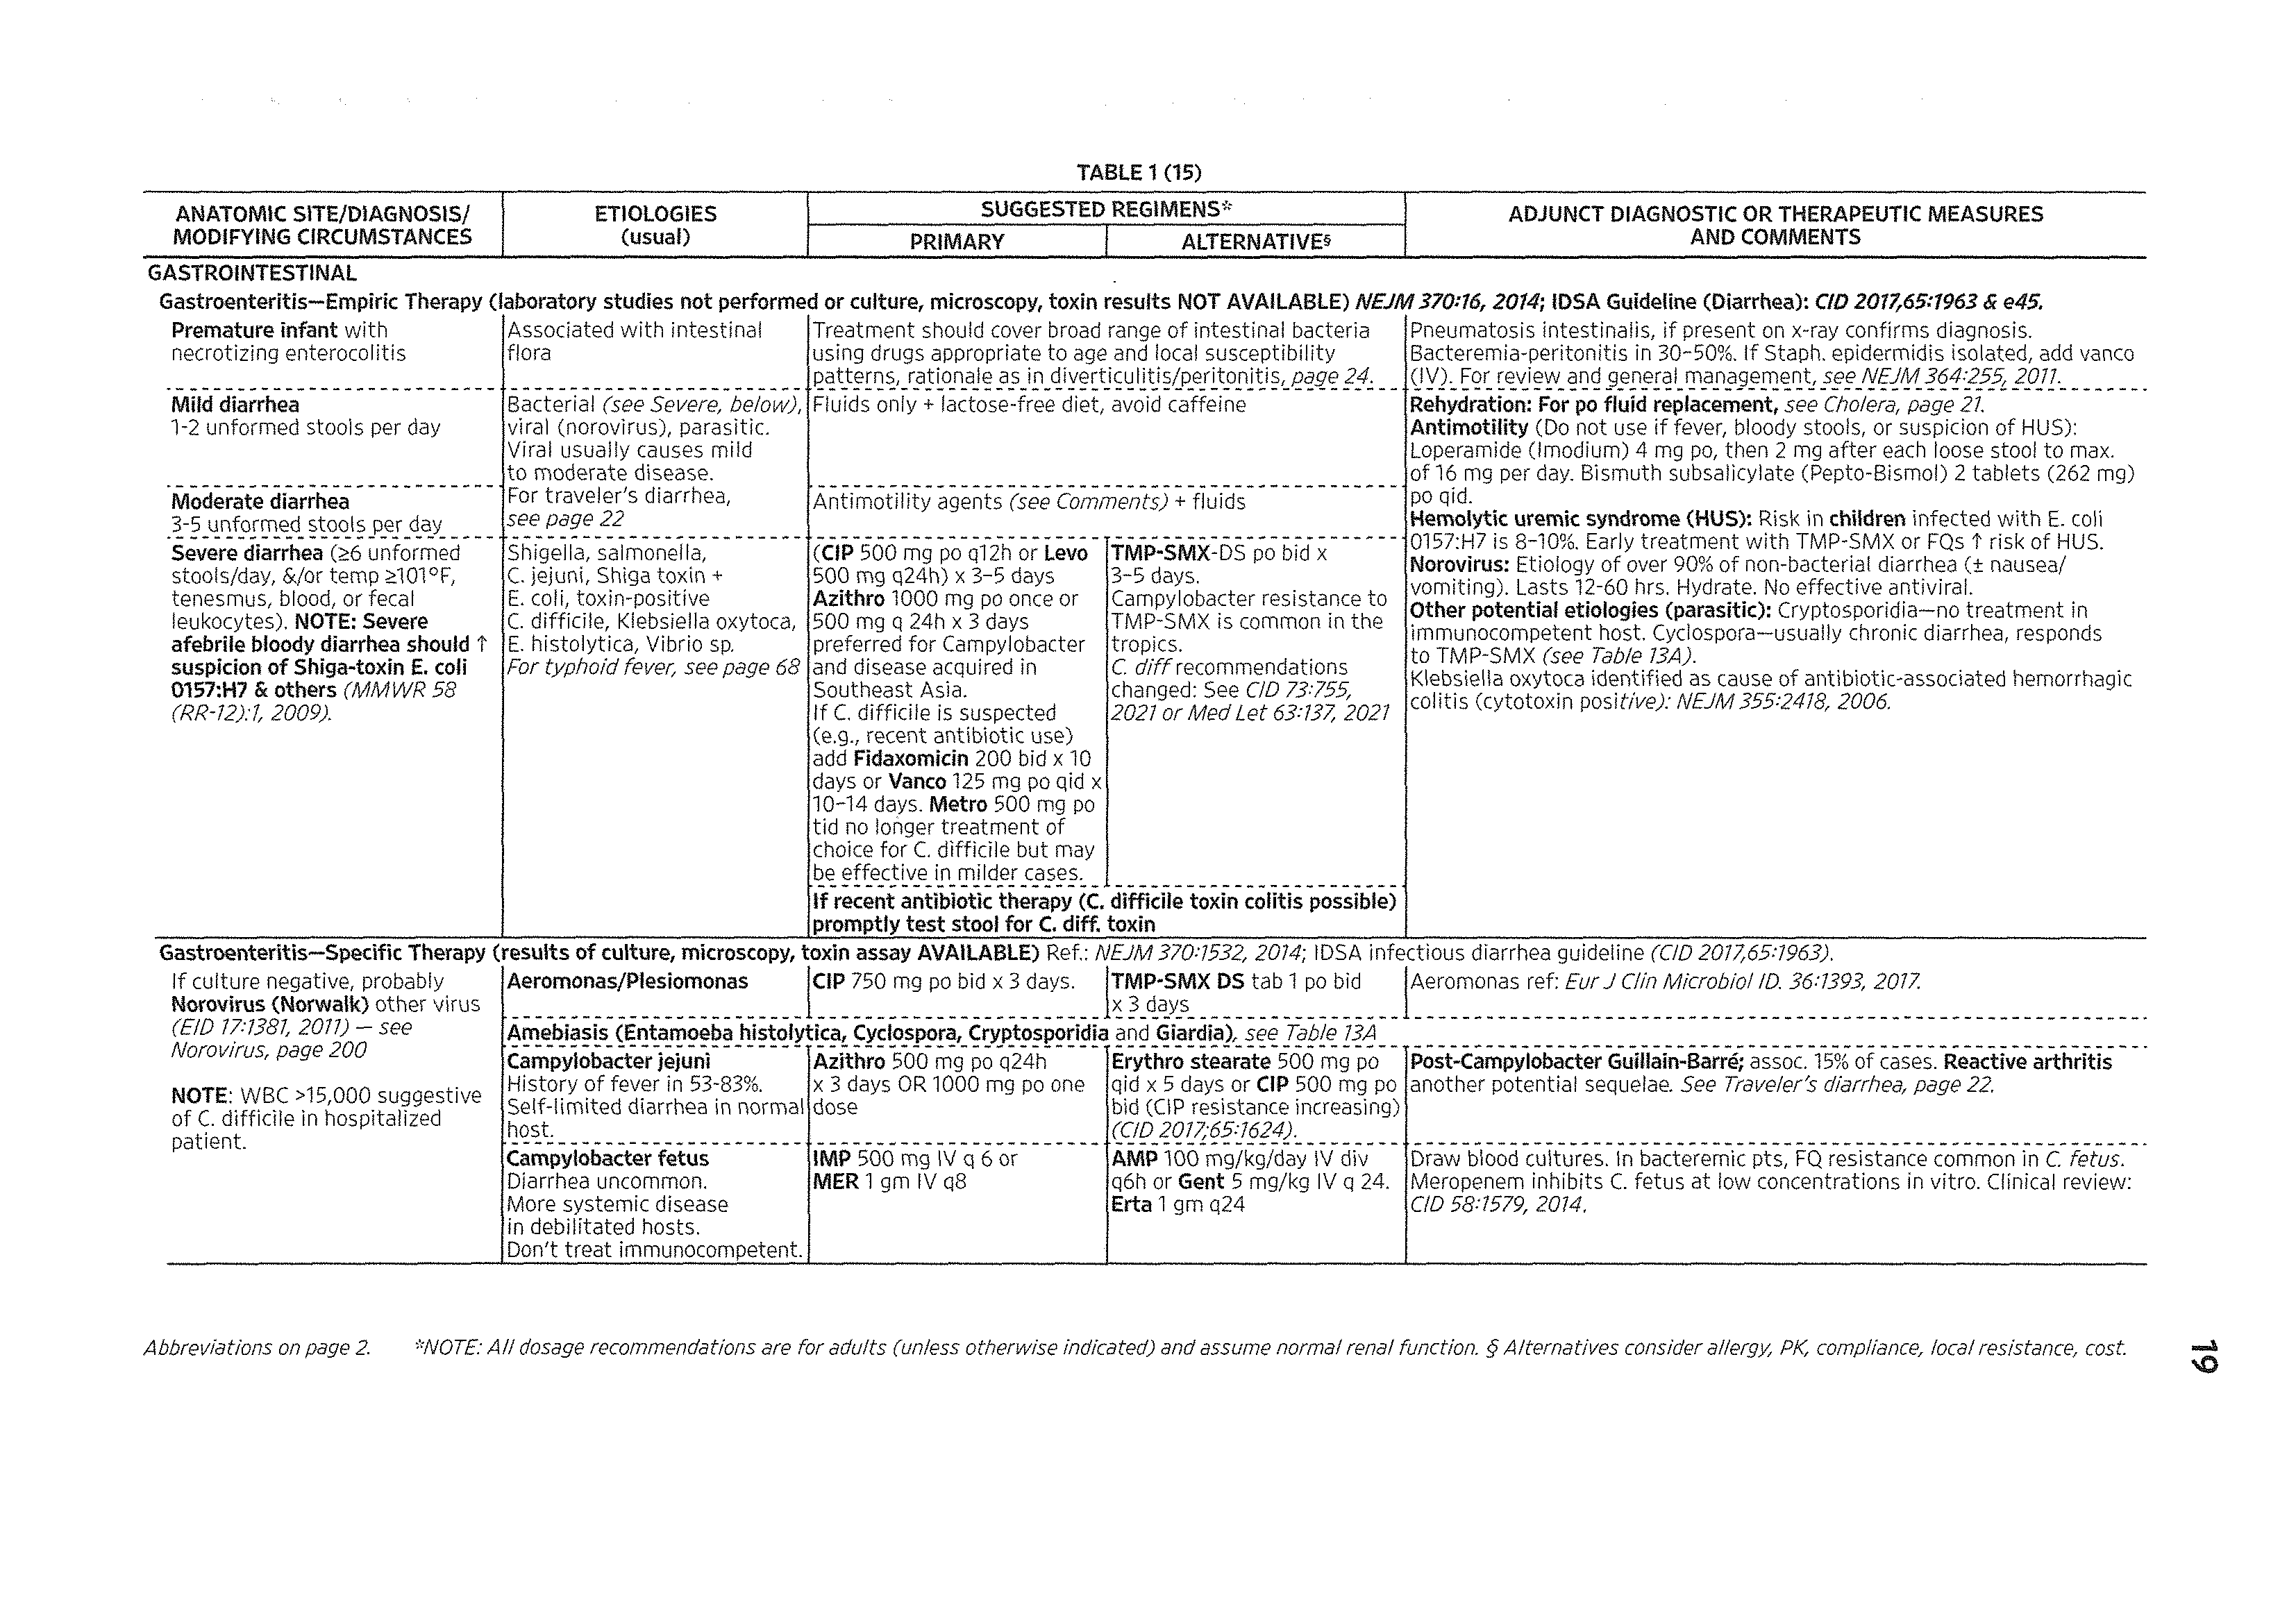 TABLE 1 (15)
ANATOMIC SITE/DIAGNOSIS/
MODIFYING CIRCUMSTANCES
ETIOLOGIES
(usual)
SUGGESTED REGIMENS*
PRIMARY
ALTERNATIVE§
ADJUNCT DIAGNOSTIC OR THERAPEUTIC MEASURES
AND COMMENTS
GASTROINTESTINAL
Gastroenteritis—Empiric Therapy (laboratory studies not performed or culture, microscopy, toxin results NOT AVAILABLE) NEJM 370:16, 2014; IDSA Guideline (Diarrhea): CID 2017,65:1963 & e45.
Premature infant with
necrotizing enterocolitis
Associated with intestinal
flora
Treatment should cover broad range of intestinal bacteria
using drugs appropriate to age and local susceptibility
patterns, rationale as in diverticulitis/peritonitis, page 24.
Pneumatosis intestinalis, if present on x-ray confirms diagnosis.
Bacteremia-peritonitis in 30-50%. If Staph. epidermidis isolated, add vanco
(IV). For review and general management, see NEJM 364:255, 2011.
Mild diarrhea
1-2 unformed stools per day
Bacterial (see Severe, below),
viral (norovirus), parasitic.
Viral usually causes mild
to moderate disease.
For traveler's diarrhea,
see page 22
Fluids only + lactose-free diet, avoid caffeine
Rehydration: For po fluid replacement, see Cholera, page 21.
Antimotility (Do not use if fever, bloody stools, or suspicion of HUS):
Loperamide (Imodium) 4 mg po, then 2 mg after each loose stool to max.
of 16 mg per day. Bismuth subsalicylate (Pepto-Bismol) 2 tablets (262 mg)
po qid.
Hemolytic uremic syndrome (HUS): Risk in children infected with E. coli
0157:H7 is 8-10%. Early treatment with TMP-SMX or FQs ↑ risk of HUS.
Norovirus: Etiology of over 90% of non-bacterial diarrhea (± nausea/
vomiting). Lasts 12-60 hrs. Hydrate. No effective antiviral.
Other potential etiologies (parasitic): Cryptosporidia—no treatment in
immunocompetent host. Cyclospora—usually chronic diarrhea, responds
to TMP-SMX (see Table 13A).
Klebsiella oxytoca identified as cause of antibiotic-associated hemorrhagic
colitis (cytotoxin positive): NEJM 355:2418, 2006.
Moderate diarrhea
3-5 unformed stools per day
Antimotility agents (see Comments) + fluids
Severe diarrhea (≥6 unformed
stools/day, &/or temp ≥101°F,
tenesmus, blood, or fecal
leukocytes). NOTE: Severe
afebrile bloody diarrhea should ↑
suspicion of Shiga-toxin E. coli
0157:H7 & others (MMWR 58
(RR-12):1, 2009).
Shigella, salmonella,
C. jejuni, Shiga toxin +
E. coli, toxin-positive
C. difficile, Klebsiella oxytoca,
E. histolytica, Vibrio sp.
For typhoid fever, see page 68
(CIP 500 mg po q12h or Levo
500 mg q24h) x 3-5 days
Azithro 1000 mg po once or
500 mg q 24h x 3 days
preferred for Campylobacter
and disease acquired in
Southeast Asia.
If C. difficile is suspected
(e.g., recent antibiotic use)
add Fidaxomicin 200 bid x 10
days or Vanco 125 mg po qid x
10-14 days. Metro 500 mg po
tid no longer treatment of
choice for C. difficile but may
be effective in milder cases.
TMP-SMX-DS po bid x
3-5 days.
Campylobacter resistance to
TMP-SMX is common in the
tropics.
C. diff recommendations
changed: See CID 73:755,
2021 or Med Let 63:137, 2021
If recent antibiotic therapy (C. difficile toxin colitis possible)
promptly test stool for C. diff. toxin
Gastroenteritis—Specific Therapy (results of culture, microscopy, toxin assay AVAILABLE) Ref.: NEJM 370:1532, 2014; IDSA infectious diarrhea guideline (CID 2017,65:1963).
If culture negative, probably
Norovirus (Norwalk) other virus
(EID 17:1381, 2011) — see
Norovirus, page 200
NOTE: WBC >15,000 suggestive
of C. difficile in hospitalized
patient.
Aeromonas/Plesiomonas
CIP 750 mg po bid x 3 days.
TMP-SMX DS tab 1 po bid
x 3 days
Aeromonas ref: Eur J Clin Microbiol ID. 36:1393, 2017.
Amebiasis (Entamoeba histolytica, Cyclospora, Cryptosporidia and Giardia), see Table 13A
Campylobacter jejuni
History of fever in 53-83%.
Self-limited diarrhea in normal
host.
Azithro 500 mg po q24h
x 3 days OR 1000 mg po one
dose
Erythro stearate 500 mg po
qid x 5 days or CIP 500 mg po
bid (CIP resistance increasing)
(CID 2017;65:1624).
Post-Campylobacter Guillain-Barré; assoc. 15% of cases. Reactive arthritis
another potential sequelae. See Traveler's diarrhea, page 22.
Campylobacter fetus
Diarrhea uncommon.
More systemic disease
in debilitated hosts.
Don't treat immunocompetent.
IMP 500 mg IV q 6 or
MER 1 gm IV q8
AMP 100 mg/kg/day IV div
q6h or Gent 5 mg/kg IV q 24.
Erta 1 gm q24
Draw blood cultures. In bacteremic pts, FQ resistance common in C. fetus.
Meropenem inhibits C. fetus at low concentrations in vitro. Clinical review:
CID 58:1579, 2014.
Abbreviations on page 2. *NOTE: All dosage recommendations are for adults (unless otherwise indicated) and assume normal renal function. § Alternatives consider allergy, PK, compliance, local resistance, cost.
19